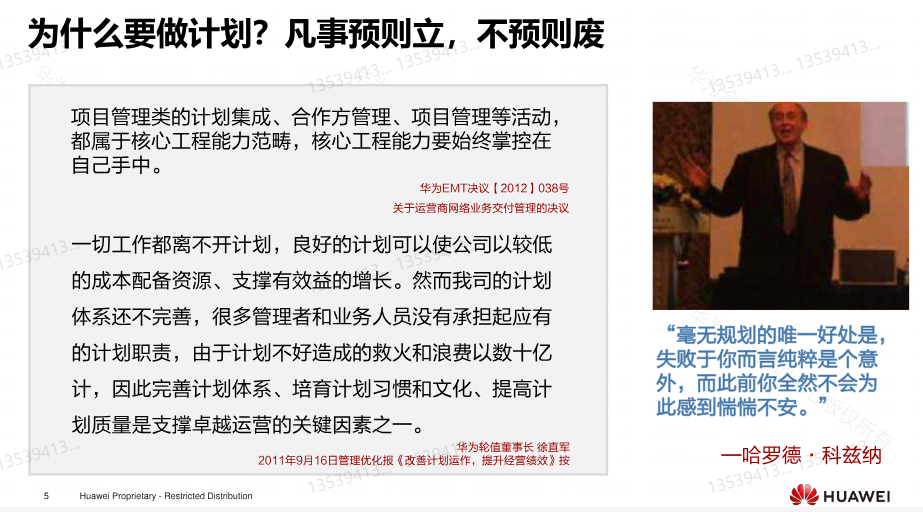 为什么要做计划？凡事预则立，不预则废
项目管理类的计划集成、合作方管理、项目管理等活动，
都属于核心工程能力范畴，核心工程能力要始终掌控在
自己手中。
华为EMT决议【2012】038号
关于运营商网络业务交付管理的决议
一切工作都离不开计划，良好的计划可以使公司以较低
的成本配备资源、支撑有效益的增长。然而我司的计划
体系还不完善，很多管理者和业务人员没有承担起应有
的计划职责，由于计划不好造成的救火和浪费以数十亿
计，因此完善计划体系、培育计划习惯和文化、提高计
划质量是支撑卓越运营的关键因素之一。
华为轮值董事长 徐直军
2011年9月16日管理优化报《改善计划运作，提升经营绩效》按
“毫无规划的唯一好处是，
失败于你而言纯粹是个意
外，而此前你全然不会为
此感到惴惴不安。”
—哈罗德·科兹纳
5 Huawei Proprietary - Restricted Distribution
HUAWEI
13539413... 13539413...
13539413...
13539413...
13539413...
13539413...
13539413...